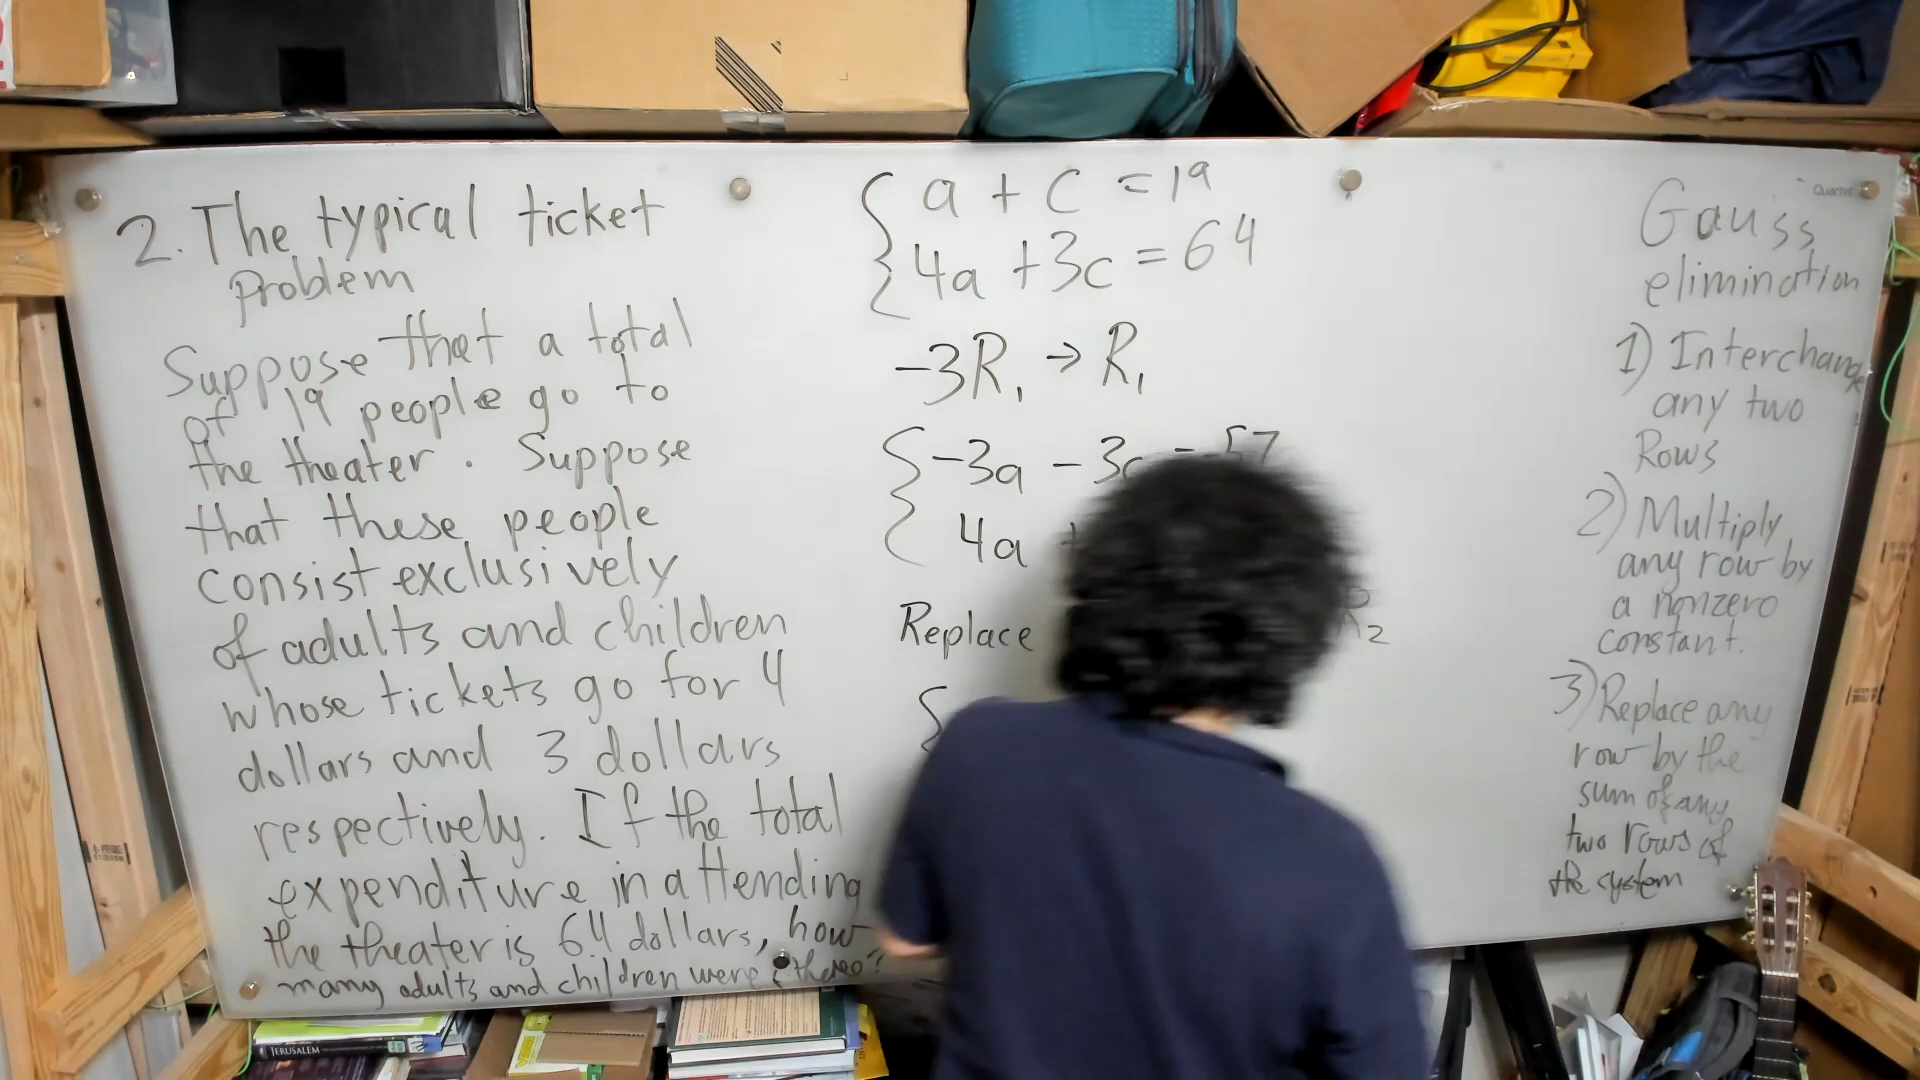 2. The typical ticket
problem
Suppose that a total
of 19 people go to
the theater. Suppose
that these people
consist exclusively
of adults and children
whose tickets go for 4
dollars and 3 dollars
respectively. If the total
expenditure in attending
the theater is 64 dollars, how
many adults and children were there?
{ a + c = 19
4a + 3c = 64
-3R₁ → R₁
{ -3a - 3c = -57
4a +
Replace R₂
{
Quartet
Gauss
elimination
1) Interchange
any two
Rows
2) Multiply
any row by
a nonzero
constant.
3) Replace any
row by the
sum of any
two rows of
the system
JERUSALEM